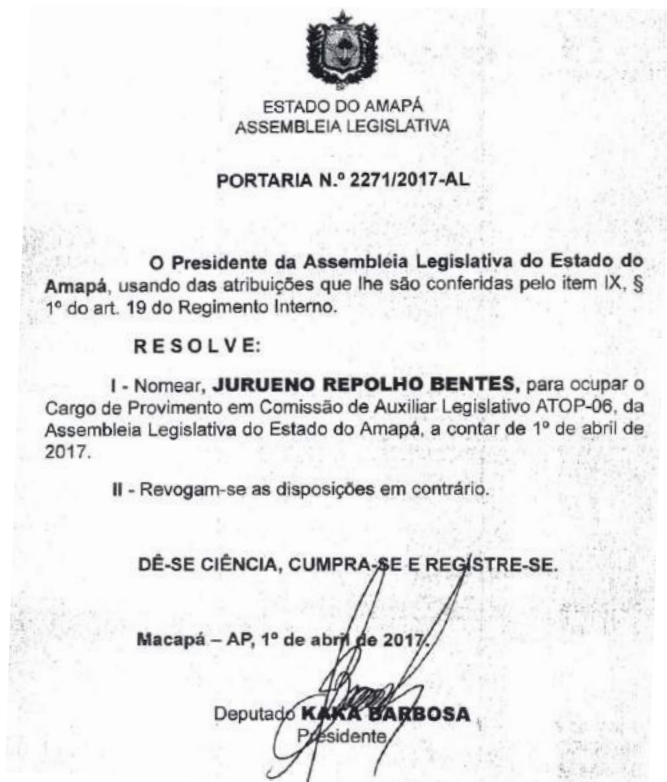 ESTADO DO AMAPÁ
ASSEMBLEIA LEGISLATIVA
PORTARIA N.º 2271/2017-AL
O Presidente da Assembleia Legislativa do Estado do
Amapá, usando das atribuições que lhe são conferidas pelo item IX, §
1º do art. 19 do Regimento Interno.
R E S O L V E:
I - Nomear, JURUENO REPOLHO BENTES, para ocupar o
Cargo de Provimento em Comissão de Auxiliar Legislativo ATOP-06, da
Assembleia Legislativa do Estado do Amapá, a contar de 1º de abril de
2017.
II - Revogam-se as disposições em contrário.
DÊ-SE CIÊNCIA, CUMPRA-SE E REGISTRE-SE.
Macapá – AP, 1º de abril de 2017.
Deputado KAKA BARBOSA
Presidente